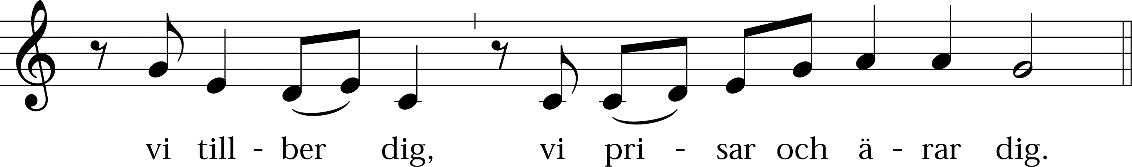 vi till - ber dig, vi pri - sar och ä - rar dig.